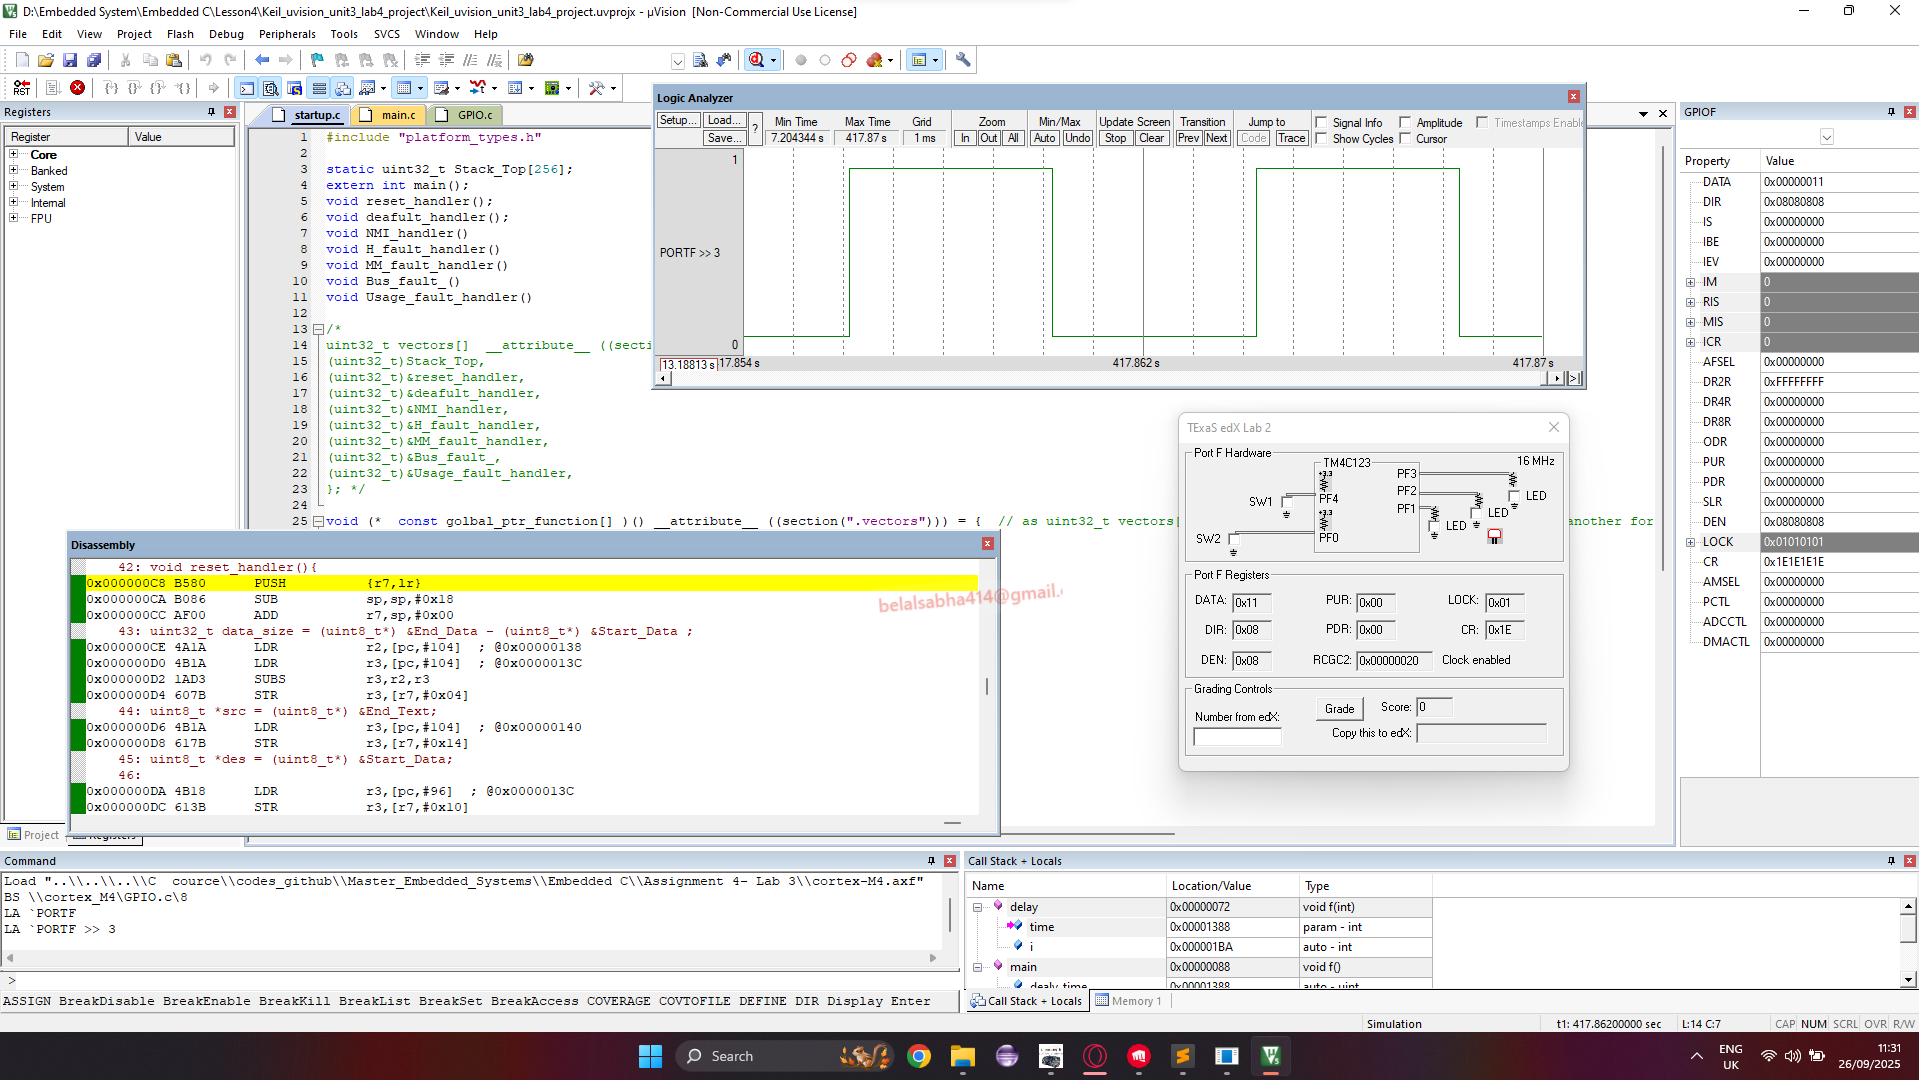 D:\Embedded System\Embedded C\Lesson4\Keil_uvision_unit3_lab4_project\Keil_uvision_unit3_lab4_project.uvprojx - µVision [Non-Commercial Use License]
File Edit View Project Flash Debug Peripherals Tools SVCS Window Help
Registers
Register Value
Core
Banked
System
Internal
FPU
Project Registers
startup.c main.c GPIO.c
1 #include "platform_types.h"
2
3 static uint32_t Stack_Top[256];
4 extern int main();
5 void reset_handler();
6 void deafult_handler();
7 void NMI_handler()
8 void H_fault_handler()
9 void MM_fault_handler()
10 void Bus_fault_()
11 void Usage_fault_handler()
12
13 /*
14 uint32_t vectors[] __attribute__ ((secti
15 (uint32_t)Stack_Top,
16 (uint32_t)&reset_handler,
17 (uint32_t)&deafult_handler,
18 (uint32_t)&NMI_handler,
19 (uint32_t)&H_fault_handler,
20 (uint32_t)&MM_fault_handler,
21 (uint32_t)&Bus_fault_,
22 (uint32_t)&Usage_fault_handler,
23 }; */
24
25 void (* const golbal_ptr_function[] )() __attribute__ ((section(".vectors"))) = { // as uint32_t vectors[ another for
Logic Analyzer
Setup... Load... Min Time Max Time Grid Zoom Min/Max Update Screen Transition Jump to Signal Info Amplitude Timestamps Enable
Save... ? 7.204344 s 417.87 s 1 ms In Out All Auto Undo Stop Clear Prev Next Code Trace Show Cycles Cursor
1
PORTF >> 3
0
13.18813 s 17.854 s 417.862 s 417.87 s
TExaS edX Lab 2
Port F Hardware
TM4C123 PF3 16 MHz
+3.3 PF2 LED
SW1 PF4 PF1 LED
+3.3 LED
SW2 PF0
Port F Registers
DATA: 0x11 PUR: 0x00 LOCK: 0x01
DIR: 0x08 PDR: 0x00 CR: 0x1E
DEN: 0x08 RCGC2: 0x00000020 Clock enabled
Grading Controls
Number from edX: Grade Score: 0
Copy this to edX:
Disassembly
42: void reset_handler(){
0x000000C8 B580 PUSH {r7,lr}
0x000000CA B086 SUB sp,sp,#0x18
0x000000CC AF00 ADD r7,sp,#0x00
43: uint32_t data_size = (uint8_t*) &End_Data - (uint8_t*) &Start_Data ;
0x000000CE 4A1A LDR r2,[pc,#104] ; @0x00000138
0x000000D0 4B1A LDR r3,[pc,#104] ; @0x0000013C
0x000000D2 1AD3 SUBS r3,r2,r3
0x000000D4 607B STR r3,[r7,#0x04]
44: uint8_t *src = (uint8_t*) &End_Text;
0x000000D6 4B1A LDR r3,[pc,#104] ; @0x00000140
0x000000D8 617B STR r3,[r7,#0x14]
45: uint8_t *des = (uint8_t*) &Start_Data;
46:
0x000000DA 4B18 LDR r3,[pc,#96] ; @0x0000013C
0x000000DC 613B STR r3,[r7,#0x10]
belalsabha414@gmail.c
GPIOF
Property Value
DATA 0x00000011
DIR 0x08080808
IS 0x00000000
IBE 0x00000000
IEV 0x00000000
IM 0
RIS 0
MIS 0
ICR 0
AFSEL 0x00000000
DR2R 0xFFFFFFFF
DR4R 0x00000000
DR8R 0x00000000
ODR 0x00000000
PUR 0x00000000
PDR 0x00000000
SLR 0x00000000
DEN 0x08080808
LOCK 0x01010101
CR 0x1E1E1E1E
AMSEL 0x00000000
PCTL 0x00000000
ADCCTL 0x00000000
DMACTL 0x00000000
Command
Load "..\\..\\..\\C cource\\codes_github\\Master_Embedded_Systems\\Embedded C\\Assignment 4- Lab 3\\cortex-M4.axf"
BS \\cortex_M4\GPIO.c\8
LA `PORTF
LA `PORTF >> 3
>
ASSIGN BreakDisable BreakEnable BreakKill BreakList BreakSet BreakAccess COVERAGE COVTOFILE DEFINE DIR Display Enter
Call Stack + Locals
Name Location/Value Type
delay 0x00000072 void f(int)
time 0x00001388 param - int
i 0x000001BA auto - int
main 0x00000088 void f()
dealy_time 0x00001388 auto - uint
Call Stack + Locals Memory 1
Simulation t1: 417.86200000 sec L:14 C:7 CAP NUM SCRL OVR R/W
Search
ENG
UK
11:31
26/09/2025